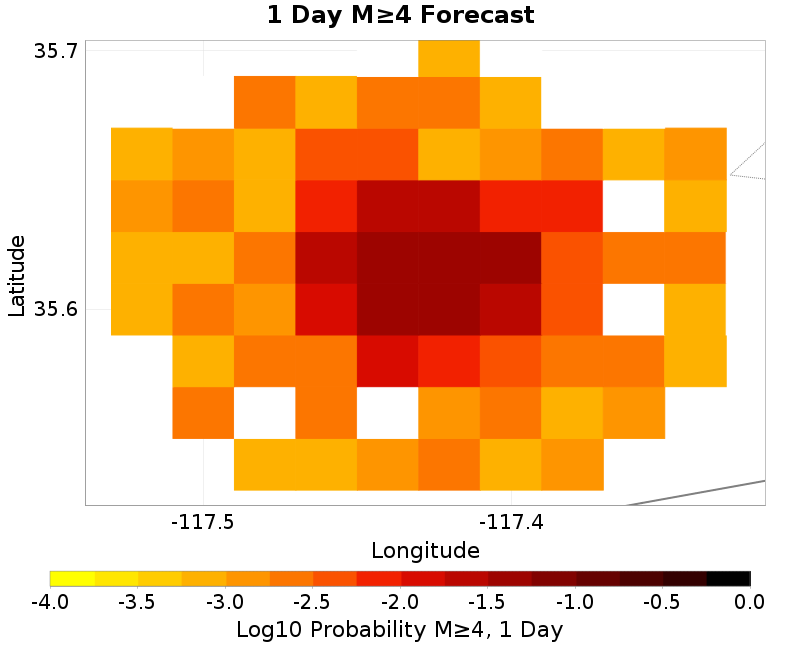 1 Day M≥4 Forecast
35.7
35.6
Latitude
-117.5 -117.4
Longitude
-4.0 -3.5 -3.0 -2.5 -2.0 -1.5 -1.0 -0.5 0.0
Log10 Probability M≥4, 1 Day